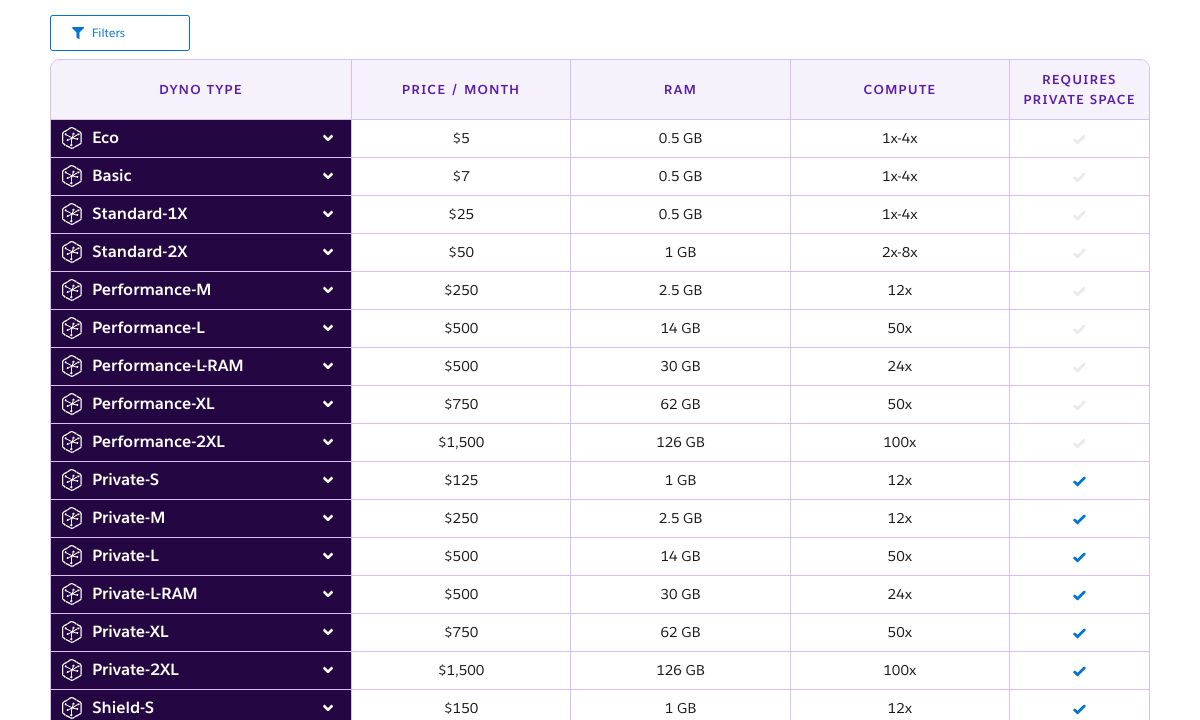 Filters
DYNO TYPE PRICE / MONTH RAM COMPUTE REQUIRES PRIVATE SPACE
Eco $5 0.5 GB 1x-4x
Basic $7 0.5 GB 1x-4x
Standard-1X $25 0.5 GB 1x-4x
Standard-2X $50 1 GB 2x-8x
Performance-M $250 2.5 GB 12x
Performance-L $500 14 GB 50x
Performance-L-RAM $500 30 GB 24x
Performance-XL $750 62 GB 50x
Performance-2XL $1,500 126 GB 100x
Private-S $125 1 GB 12x
Private-M $250 2.5 GB 12x
Private-L $500 14 GB 50x
Private-L-RAM $500 30 GB 24x
Private-XL $750 62 GB 50x
Private-2XL $1,500 126 GB 100x
Shield-S $150 1 GB 12x